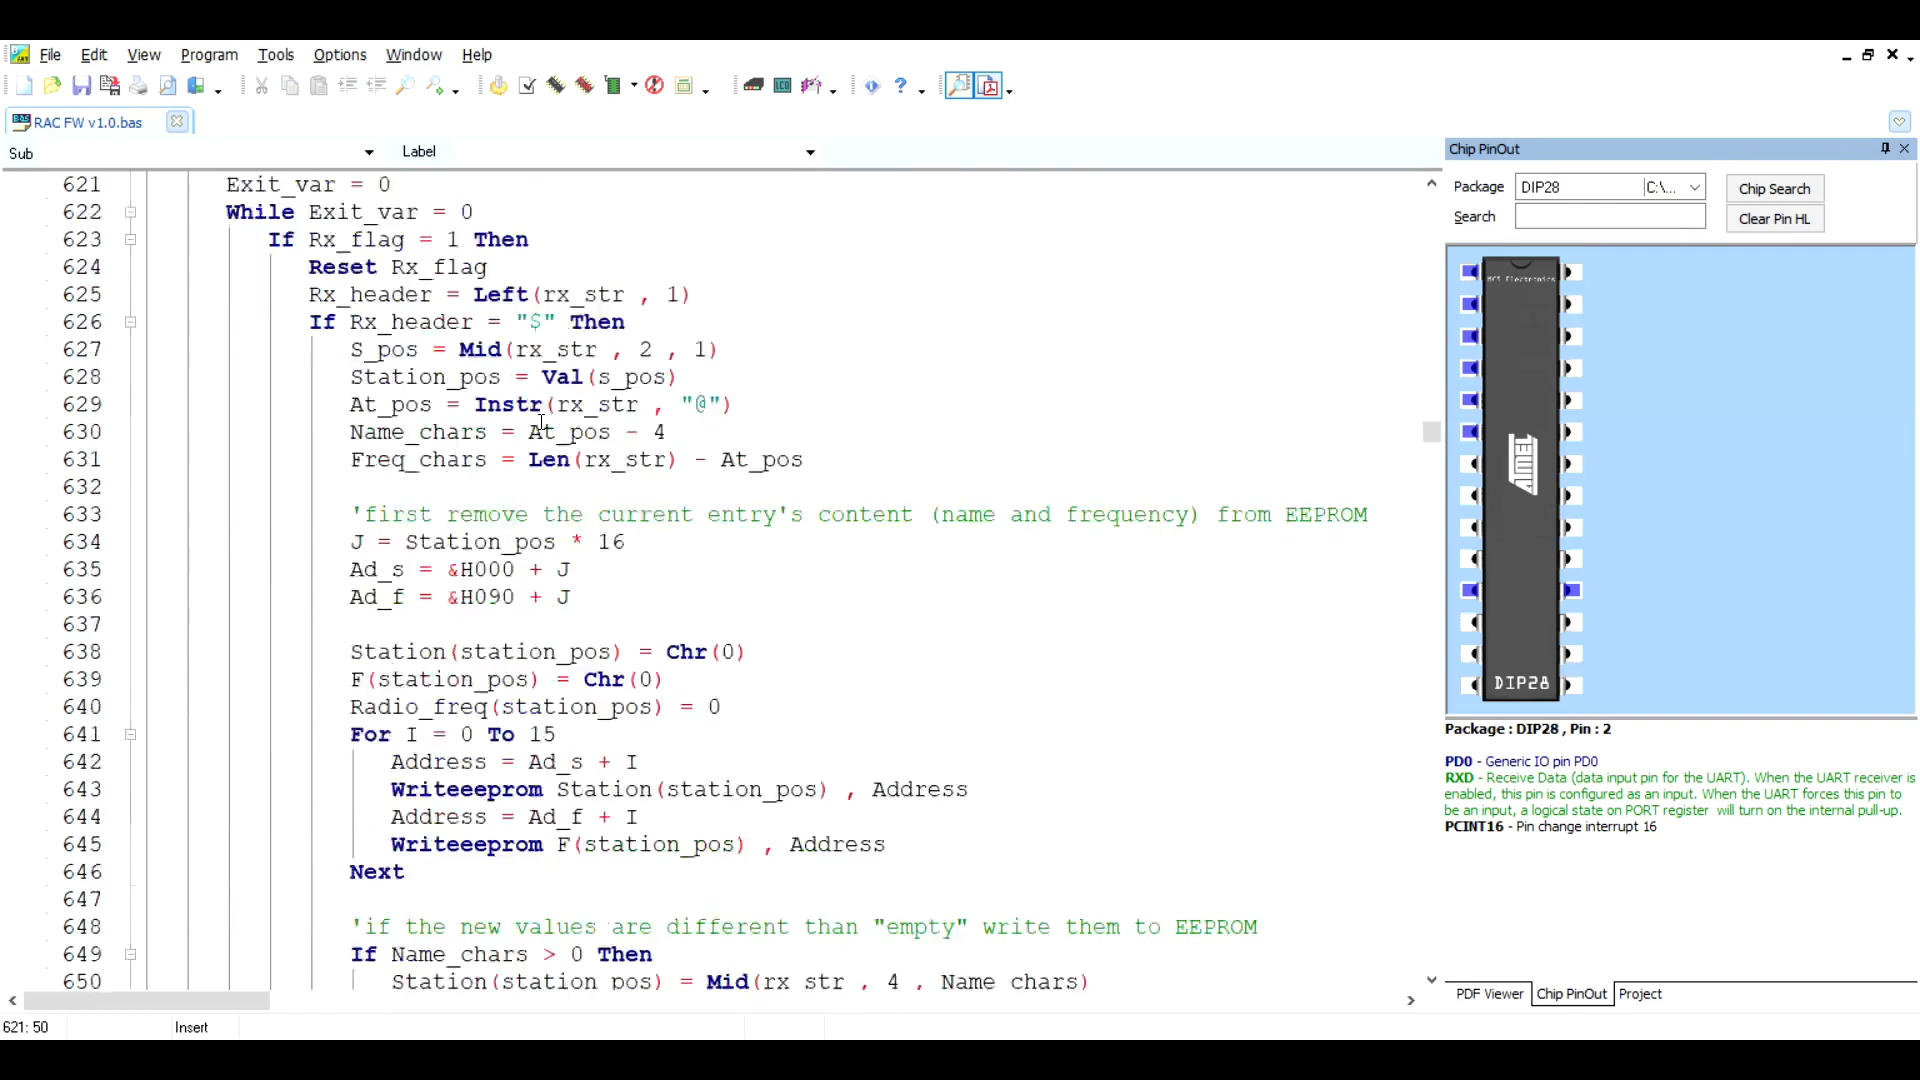 File Edit View Program Tools Options Window Help
LCD
RAC FW v1.0.bas
Sub Label
621 Exit_var = 0
622 While Exit_var = 0
623 If Rx_flag = 1 Then
624 Reset Rx_flag
625 Rx_header = Left(rx_str , 1)
626 If Rx_header = "$" Then
627 S_pos = Mid(rx_str , 2 , 1)
628 Station_pos = Val(s_pos)
629 At_pos = Instr(rx_str , "@")
630 Name_chars = At_pos - 4
631 Freq_chars = Len(rx_str) - At_pos
632
633 'first remove the current entry's content (name and frequency) from EEPROM
634 J = Station_pos * 16
635 Ad_s = &H000 + J
636 Ad_f = &H090 + J
637
638 Station(station_pos) = Chr(0)
639 F(station_pos) = Chr(0)
640 Radio_freq(station_pos) = 0
641 For I = 0 To 15
642 Address = Ad_s + I
643 Writeeeprom Station(station_pos) , Address
644 Address = Ad_f + I
645 Writeeeprom F(station_pos) , Address
646 Next
647
648 'if the new values are different than "empty" write them to EEPROM
649 If Name_chars > 0 Then
650 Station(station_pos) = Mid(rx_str , 4 , Name_chars)
621: 50 Insert
Chip PinOut
Package DIP28 C:\... Chip Search
Search Clear Pin HL
MCS Electronics
ATMEL
DIP28
Package : DIP28 , Pin : 2
PD0 - Generic IO pin PD0
RXD - Receive Data (data input pin for the UART). When the UART receiver is
enabled, this pin is configured as an input. When the UART forces this pin to
be an input, a logical state on PORT register will turn on the internal pull-up.
PCINT16 - Pin change interrupt 16
PDF Viewer Chip PinOut Project